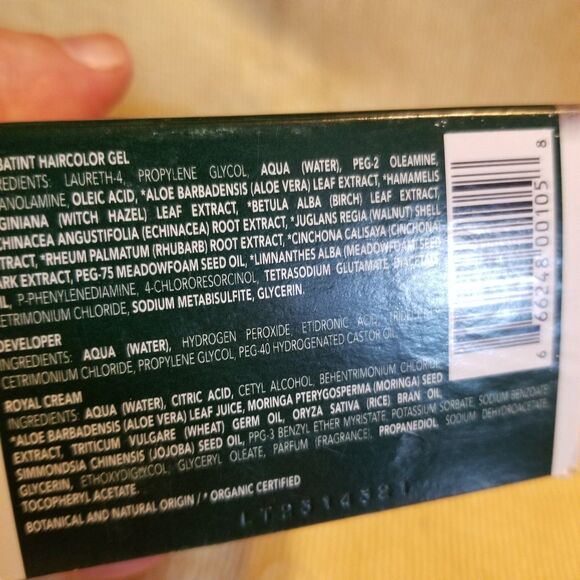 BATINT HAIRCOLOR GEL
REDIENTS: LAURETH-4, PROPYLENE GLYCOL, AQUA (WATER), PEG-2 OLEAMINE,
ANOLAMINE, OLEIC ACID, *ALOE BARBADENSIS (ALOE VERA) LEAF EXTRACT, *HAMAMELIS
RGINIANA (WITCH HAZEL) LEAF EXTRACT, *BETULA ALBA (BIRCH) LEAF EXTRACT,
CHINACEA ANGUSTIFOLIA (ECHINACEA) ROOT EXTRACT, *JUGLANS REGIA (WALNUT) SHELL
TRACT, *RHEUM PALMATUM (RHUBARB) ROOT EXTRACT, *CINCHONA CALISAYA (CINCHONA)
ARK EXTRACT, PEG-75 MEADOWFOAM SEED OIL, *LIMNANTHES ALBA (MEADOWFOAM) SEED
IL, P-PHENYLENEDIAMINE, 4-CHLORORESORCINOL, TETRASODIUM GLUTAMATE DIACETATE,
CETRIMONIUM CHLORIDE, SODIUM METABISULFITE, GLYCERIN.
DEVELOPER
INGREDIENTS: AQUA (WATER), HYDROGEN PEROXIDE, ETIDRONIC ACID,
CETRIMONIUM CHLORIDE, PROPYLENE GLYCOL, PEG-40 HYDROGENATED CASTOR OIL.
ROYAL CREAM
INGREDIENTS: AQUA (WATER), CITRIC ACID, CETYL ALCOHOL, BEHENTRIMONIUM CHLORIDE
*ALOE BARBADENSIS (ALOE VERA) LEAF JUICE, MORINGA PTERYGOSPERMA (MORINGA) SEED
EXTRACT, TRITICUM VULGARE (WHEAT) GERM OIL, ORYZA SATIVA (RICE) BRAN OIL,
SIMMONDSIA CHINENSIS (JOJOBA) SEED OIL, PPG-3 BENZYL ETHER MYRISTATE, POTASSIUM SORBATE, SODIUM BENZOATE
GLYCERIN, ETHOXYDIGLYCOL, GLYCERYL OLEATE, PARFUM (FRAGRANCE), PROPANEDIOL, SODIUM DEHYDROACETATE,
TOCOPHERYL ACETATE.
BOTANICAL AND NATURAL ORIGIN / * ORGANIC CERTIFIED
6 66248 00105 8